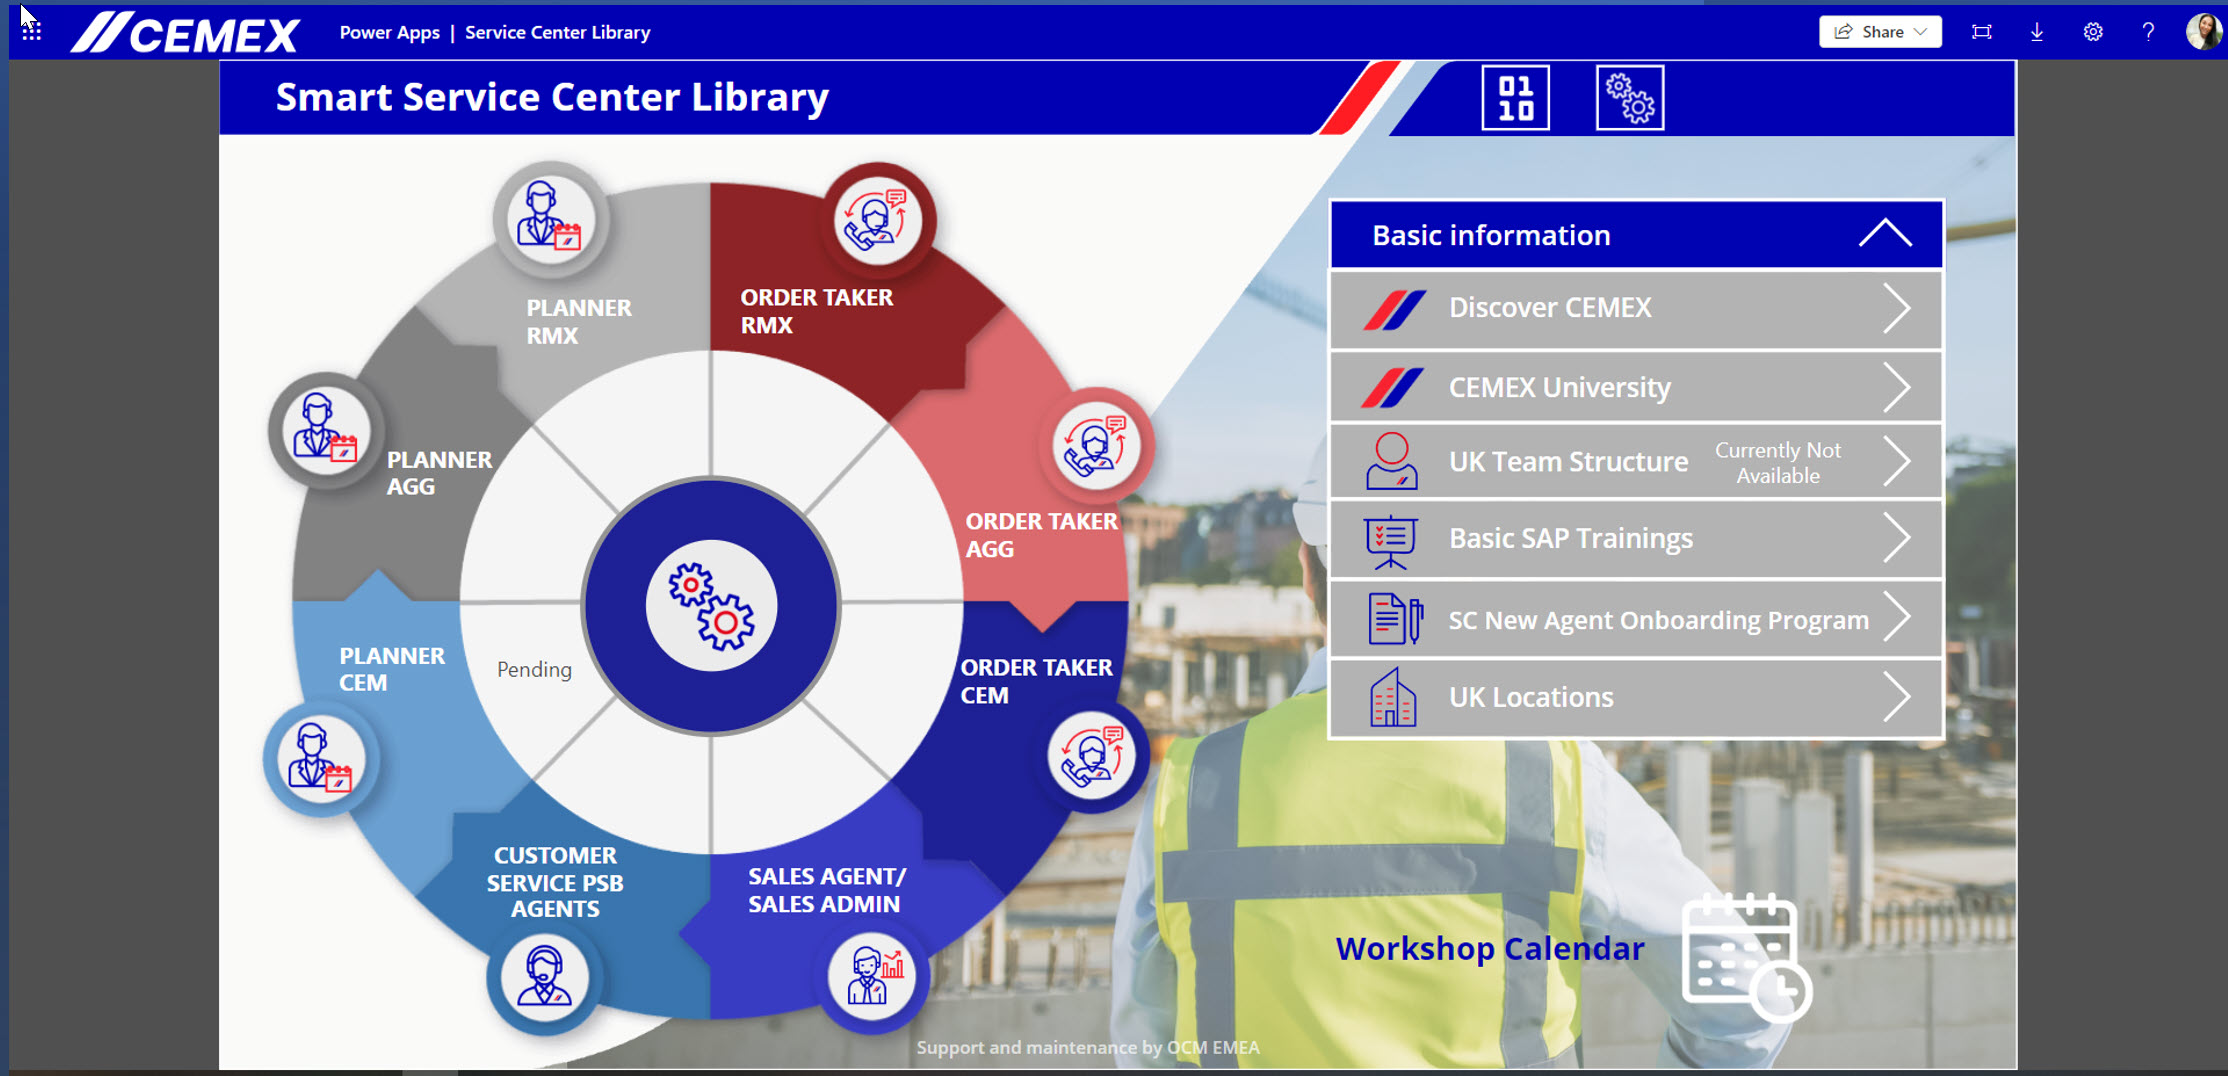 CEMEX
Power Apps | Service Center Library
Share
?
Smart Service Center Library
01
10
PLANNER
RMX
ORDER TAKER
RMX
PLANNER
AGG
ORDER TAKER
AGG
PLANNER
CEM
Pending
ORDER TAKER
CEM
CUSTOMER
SERVICE PSB
AGENTS
SALES AGENT/
SALES ADMIN
Basic information
Discover CEMEX
CEMEX University
UK Team Structure
Currently Not
Available
Basic SAP Trainings
SC New Agent Onboarding Program
UK Locations
Workshop Calendar
Support and maintenance by OCM EMEA